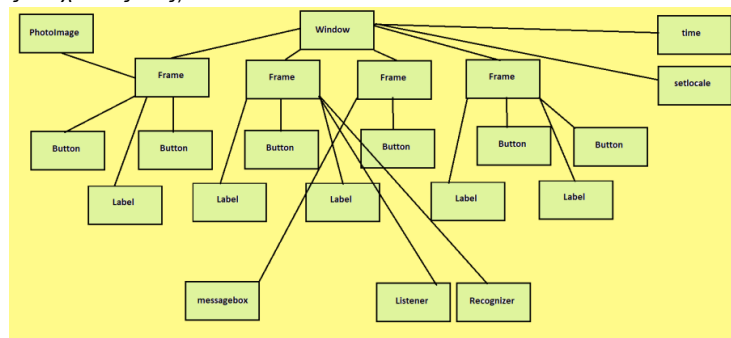 PhotoImage
Window
time
Frame
Frame
Frame
Frame
setlocale
Button
Button
Button
Button
Button
Button
Label
Label
Label
Label
Label
messagebox
Listener
Recognizer